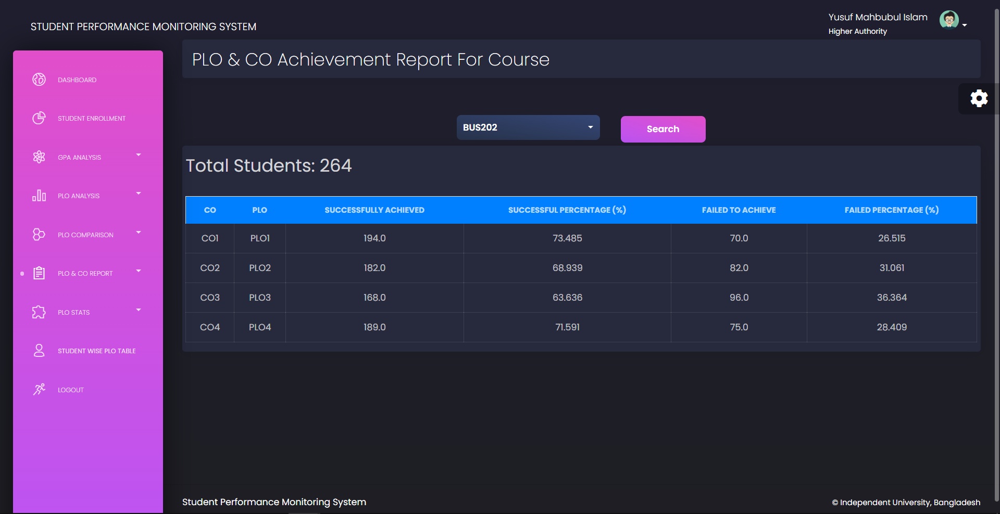 STUDENT PERFORMANCE MONITORING SYSTEM
Yusuf Mahbubul Islam
Higher Authority
DASHBOARD
STUDENT ENROLLMENT
GPA ANALYSIS
PLO ANALYSIS
PLO COMPARISON
PLO & CO REPORT
PLO STATS
STUDENT WISE PLO TABLE
LOGOUT
PLO & CO Achievement Report For Course
BUS202
Search
Total Students: 264
CO PLO SUCCESSFULLY ACHIEVED SUCCESSFUL PERCENTAGE (%) FAILED TO ACHIEVE FAILED PERCENTAGE (%)
CO1 PLO1 194.0 73.485 70.0 26.515
CO2 PLO2 182.0 68.939 82.0 31.061
CO3 PLO3 168.0 63.636 96.0 36.364
CO4 PLO4 189.0 71.591 75.0 28.409
Student Performance Monitoring System
© Independent University, Bangladesh